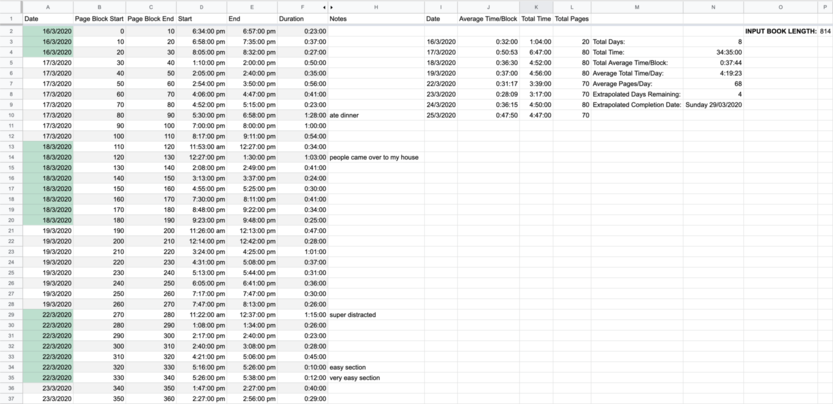 A B C D E F H I J K L M N O P
1 Date Page Block Start Page Block End Start End Duration Notes Date Average Time/Block Total Time Total Pages
2 16/3/2020 0 10 6:34:00 pm 6:57:00 pm 0:23:00 INPUT BOOK LENGTH: 814
3 16/3/2020 10 20 6:58:00 pm 7:35:00 pm 0:37:00 16/3/2020 0:32:00 1:04:00 20 Total Days: 8
4 16/3/2020 20 30 8:05:00 pm 8:32:00 pm 0:27:00 17/3/2020 0:50:53 6:47:00 80 Total Time: 34:35:00
5 17/3/2020 30 40 1:10:00 pm 2:00:00 pm 0:50:00 18/3/2020 0:36:30 4:52:00 80 Total Average Time/Block: 0:37:44
6 17/3/2020 40 50 2:05:00 pm 2:40:00 pm 0:35:00 19/3/2020 0:37:00 4:56:00 80 Average Total Time/Day: 4:19:23
7 17/3/2020 50 60 2:54:00 pm 3:50:00 pm 0:56:00 22/3/2020 0:31:17 3:39:00 70 Average Pages/Day: 68
8 17/3/2020 60 70 4:06:00 pm 4:47:00 pm 0:41:00 23/3/2020 0:28:09 3:17:00 70 Extrapolated Days Remaining: 4
9 17/3/2020 70 80 4:52:00 pm 5:15:00 pm 0:23:00 24/3/2020 0:36:15 4:50:00 80 Extrapolated Completion Date: Sunday 29/03/2020
10 17/3/2020 80 90 5:30:00 pm 6:58:00 pm 1:28:00 ate dinner 25/3/2020 0:47:50 4:47:00 70
11 17/3/2020 90 100 7:00:00 pm 8:00:00 pm 1:00:00
12 17/3/2020 100 110 8:17:00 pm 9:11:00 pm 0:54:00
13 18/3/2020 110 120 11:53:00 am 12:27:00 pm 0:34:00
14 18/3/2020 120 130 12:27:00 pm 1:30:00 pm 1:03:00 people came over to my house
15 18/3/2020 130 140 2:08:00 pm 2:49:00 pm 0:41:00
16 18/3/2020 140 150 3:13:00 pm 3:37:00 pm 0:24:00
17 18/3/2020 150 160 4:55:00 pm 5:25:00 pm 0:30:00
18 18/3/2020 160 170 7:30:00 pm 8:11:00 pm 0:41:00
19 18/3/2020 170 180 8:48:00 pm 9:22:00 pm 0:34:00
20 18/3/2020 180 190 9:23:00 pm 9:48:00 pm 0:25:00
21 19/3/2020 190 200 11:26:00 am 12:13:00 pm 0:47:00
22 19/3/2020 200 210 12:14:00 pm 12:42:00 pm 0:28:00
23 19/3/2020 210 220 3:24:00 pm 4:25:00 pm 1:01:00
24 19/3/2020 220 230 4:31:00 pm 5:08:00 pm 0:37:00
25 19/3/2020 230 240 5:13:00 pm 5:44:00 pm 0:31:00
26 19/3/2020 240 250 6:05:00 pm 6:41:00 pm 0:36:00
27 19/3/2020 250 260 7:17:00 pm 7:47:00 pm 0:30:00
28 19/3/2020 260 270 7:47:00 pm 8:13:00 pm 0:26:00
29 22/3/2020 270 280 11:22:00 am 12:37:00 pm 1:15:00 super distracted
30 22/3/2020 280 290 1:08:00 pm 1:34:00 pm 0:26:00
31 22/3/2020 290 300 2:17:00 pm 2:40:00 pm 0:23:00
32 22/3/2020 300 310 2:40:00 pm 3:08:00 pm 0:28:00
33 22/3/2020 310 320 4:21:00 pm 5:06:00 pm 0:45:00
34 22/3/2020 320 330 5:16:00 pm 5:26:00 pm 0:10:00 easy section
35 22/3/2020 330 340 5:26:00 pm 5:38:00 pm 0:12:00 very easy section
36 23/3/2020 340 350 1:47:00 pm 2:27:00 pm 0:40:00
37 23/3/2020 350 360 2:27:00 pm 2:56:00 pm 0:29:00